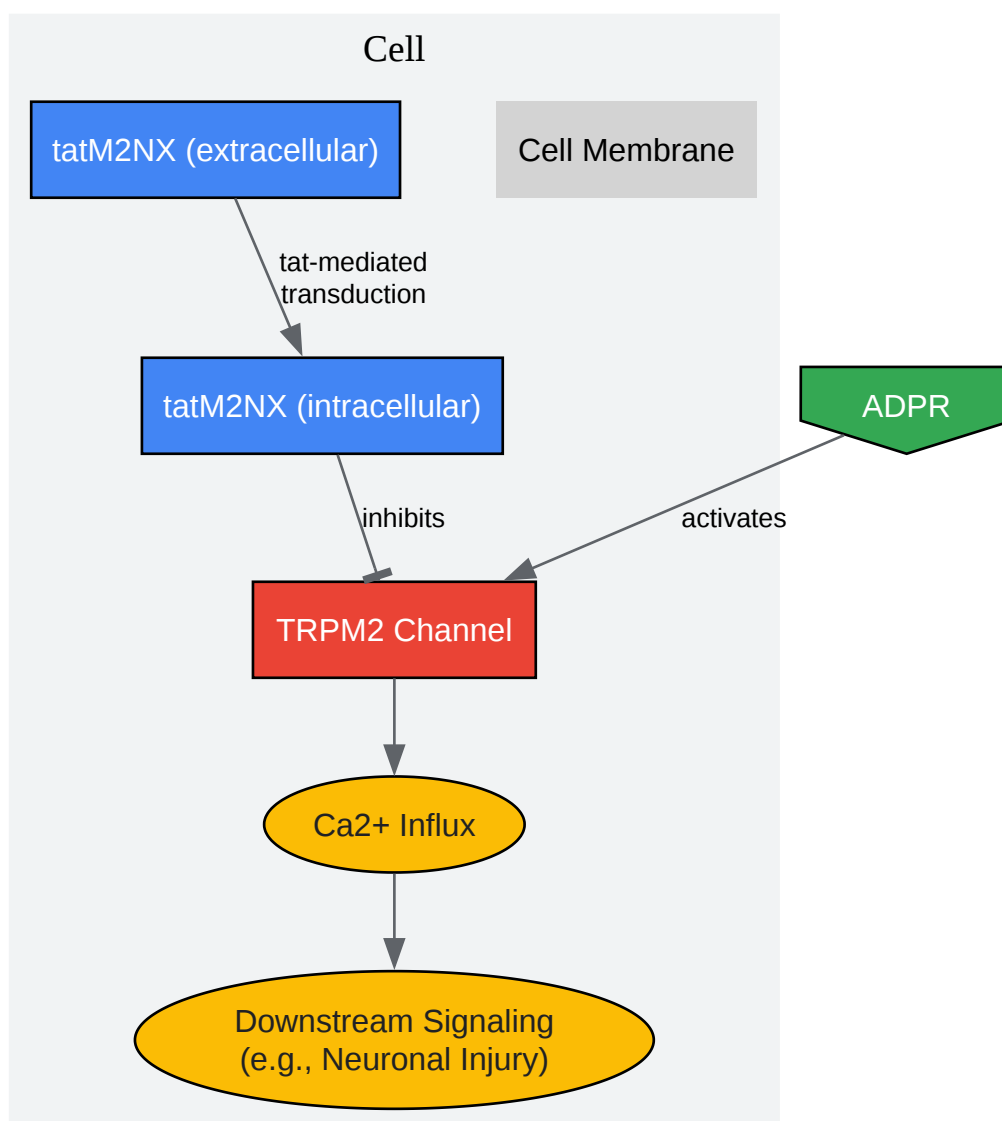 Cell
tatM2NX (extracellular)
Cell Membrane
tat-mediated
transduction
tatM2NX (intracellular)
ADPR
inhibits
activates
TRPM2 Channel
Ca2+ Influx
Downstream Signaling
(e.g., Neuronal Injury)